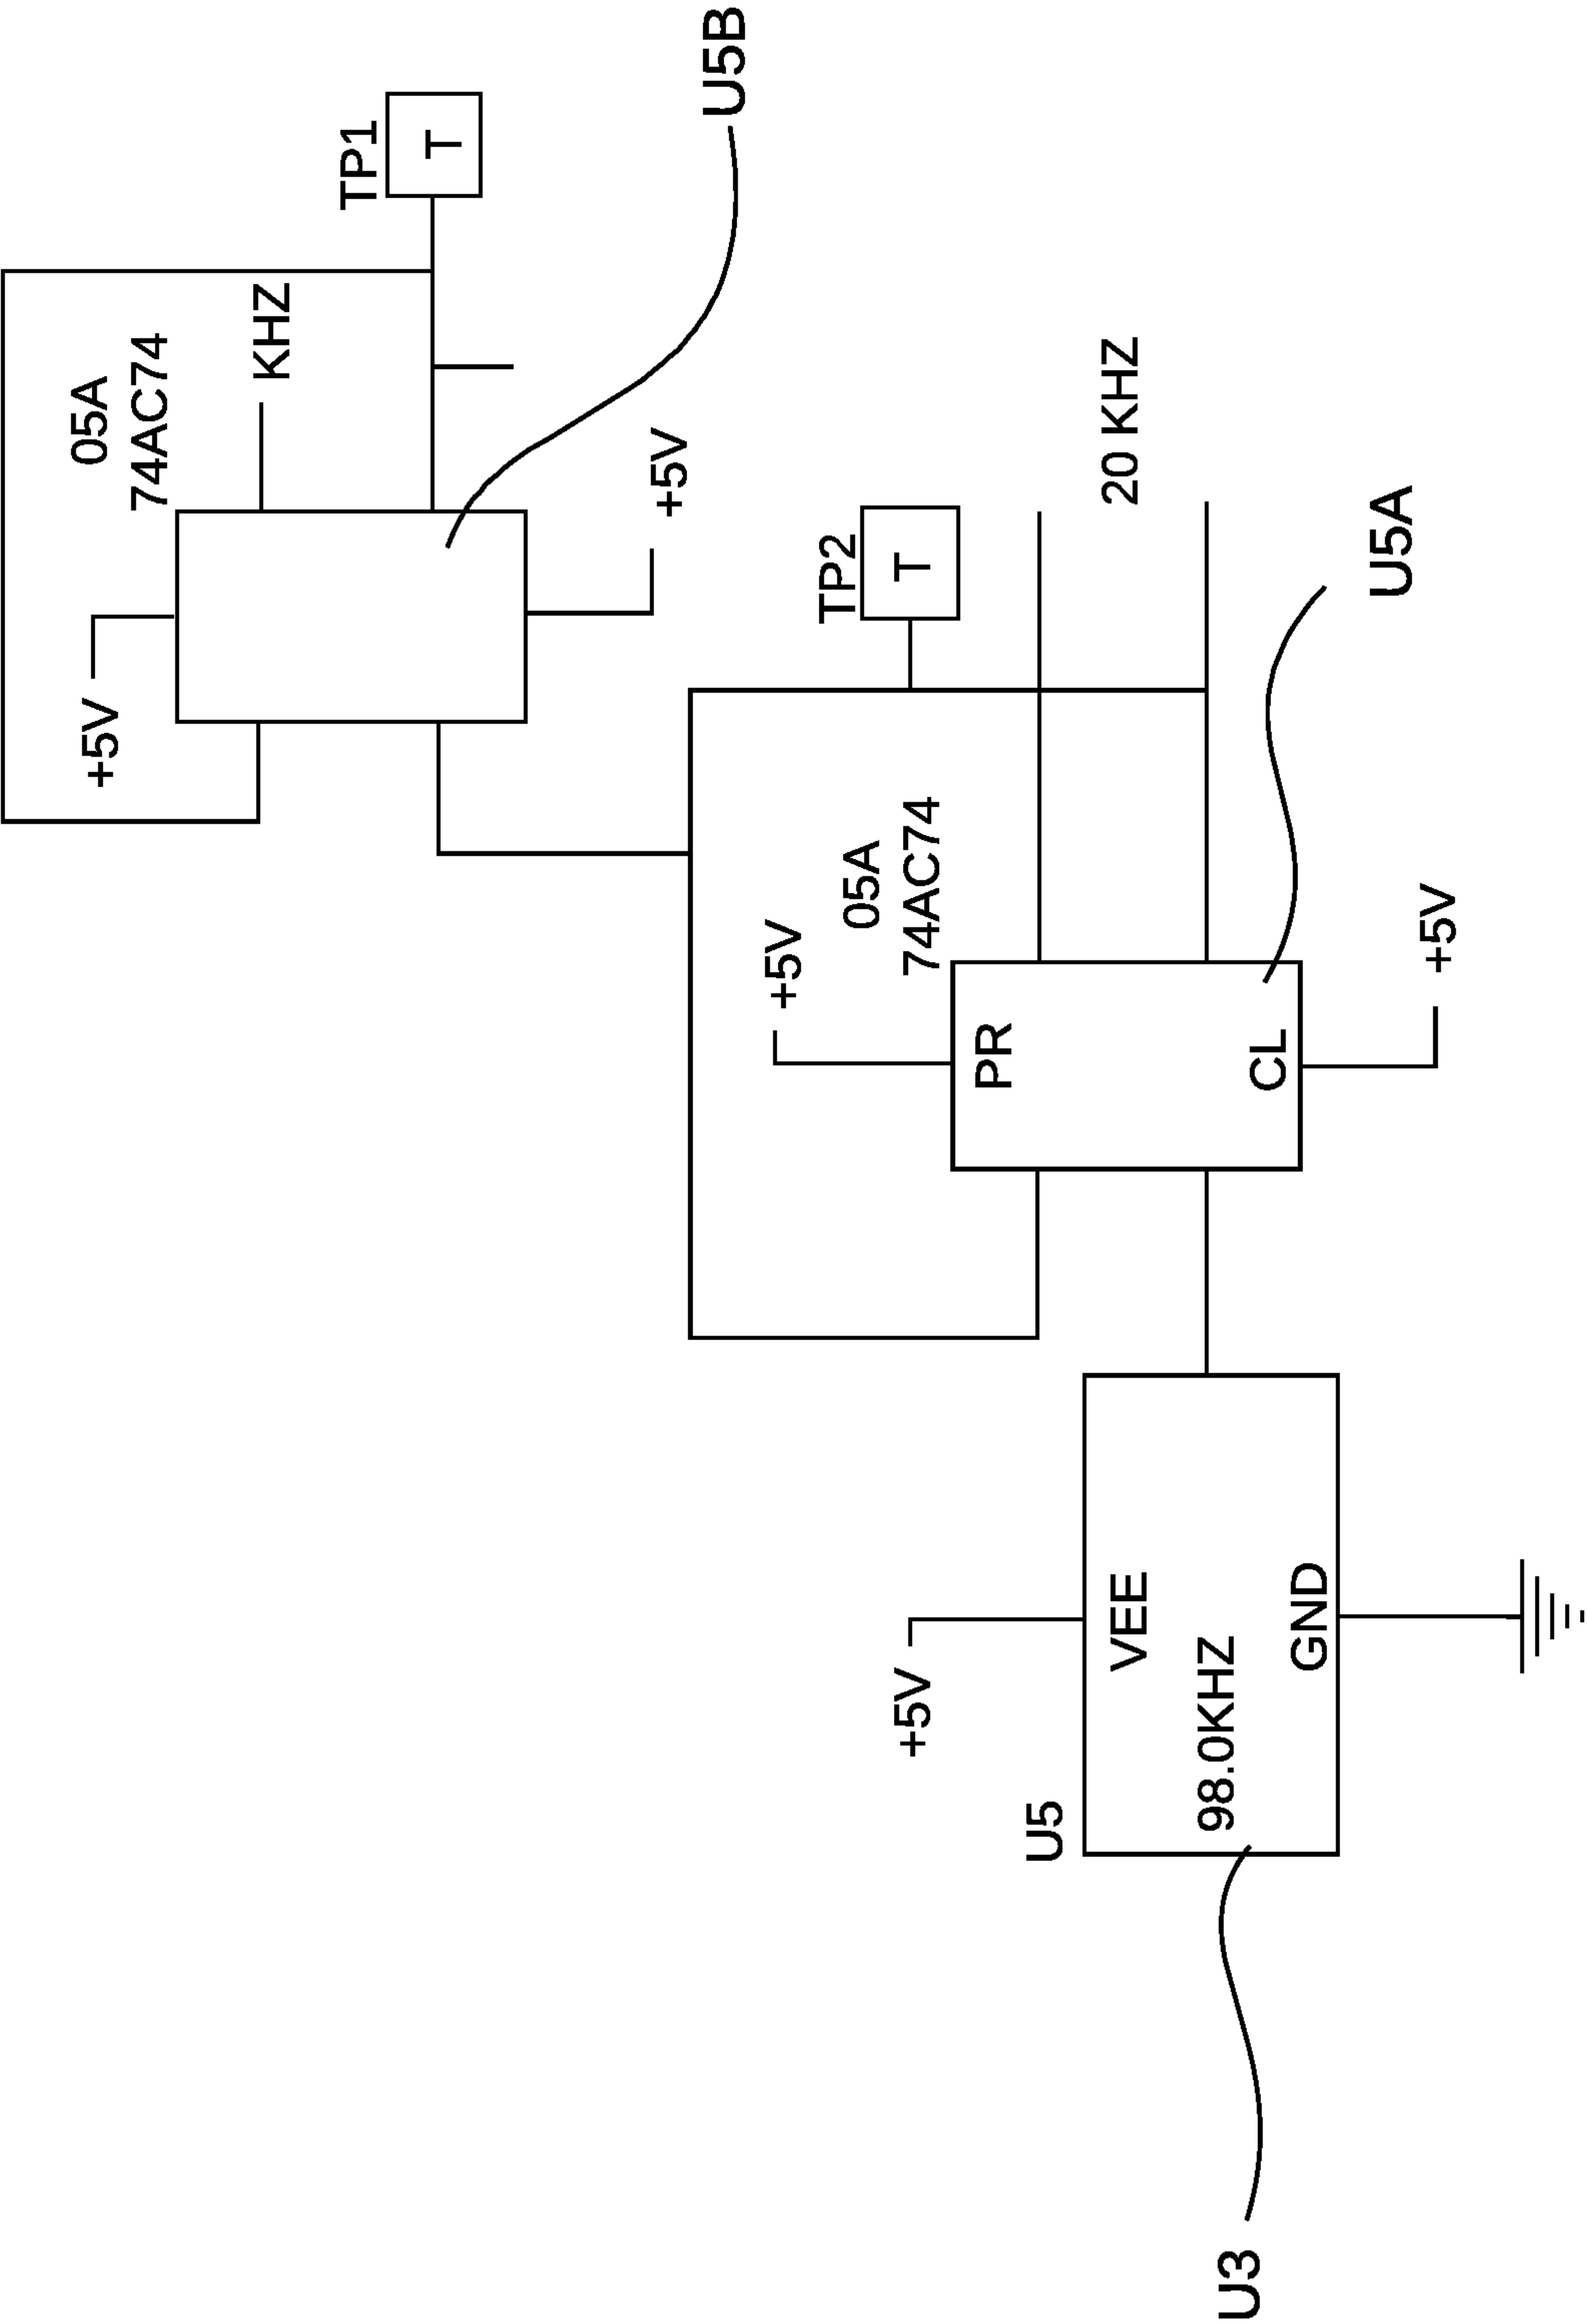 +5V
05A
74AC74
KHZ
TP1
T
+5V
U5B
+5V
05A
74AC74
TP2
T
PR
CL
20 KHZ
+5V
U5A
U5
+5V
VEE
98.0KHZ
GND
U3